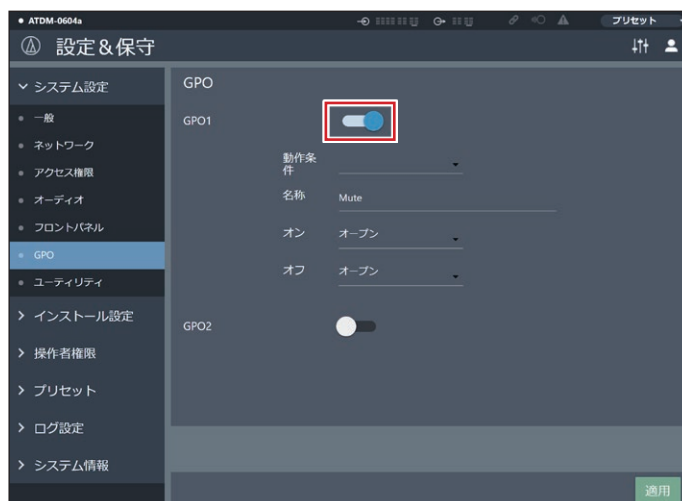 ATDM-0604a
プリセット
設定＆保守
システム設定
一般
ネットワーク
アクセス権限
オーディオ
フロントパネル
GPO
ユーティリティ
インストール設定
操作者権限
プリセット
ログ設定
システム情報
GPO
GPO1
動作条
件
名称 Mute
オン オープン
オフ オープン
GPO2
適用